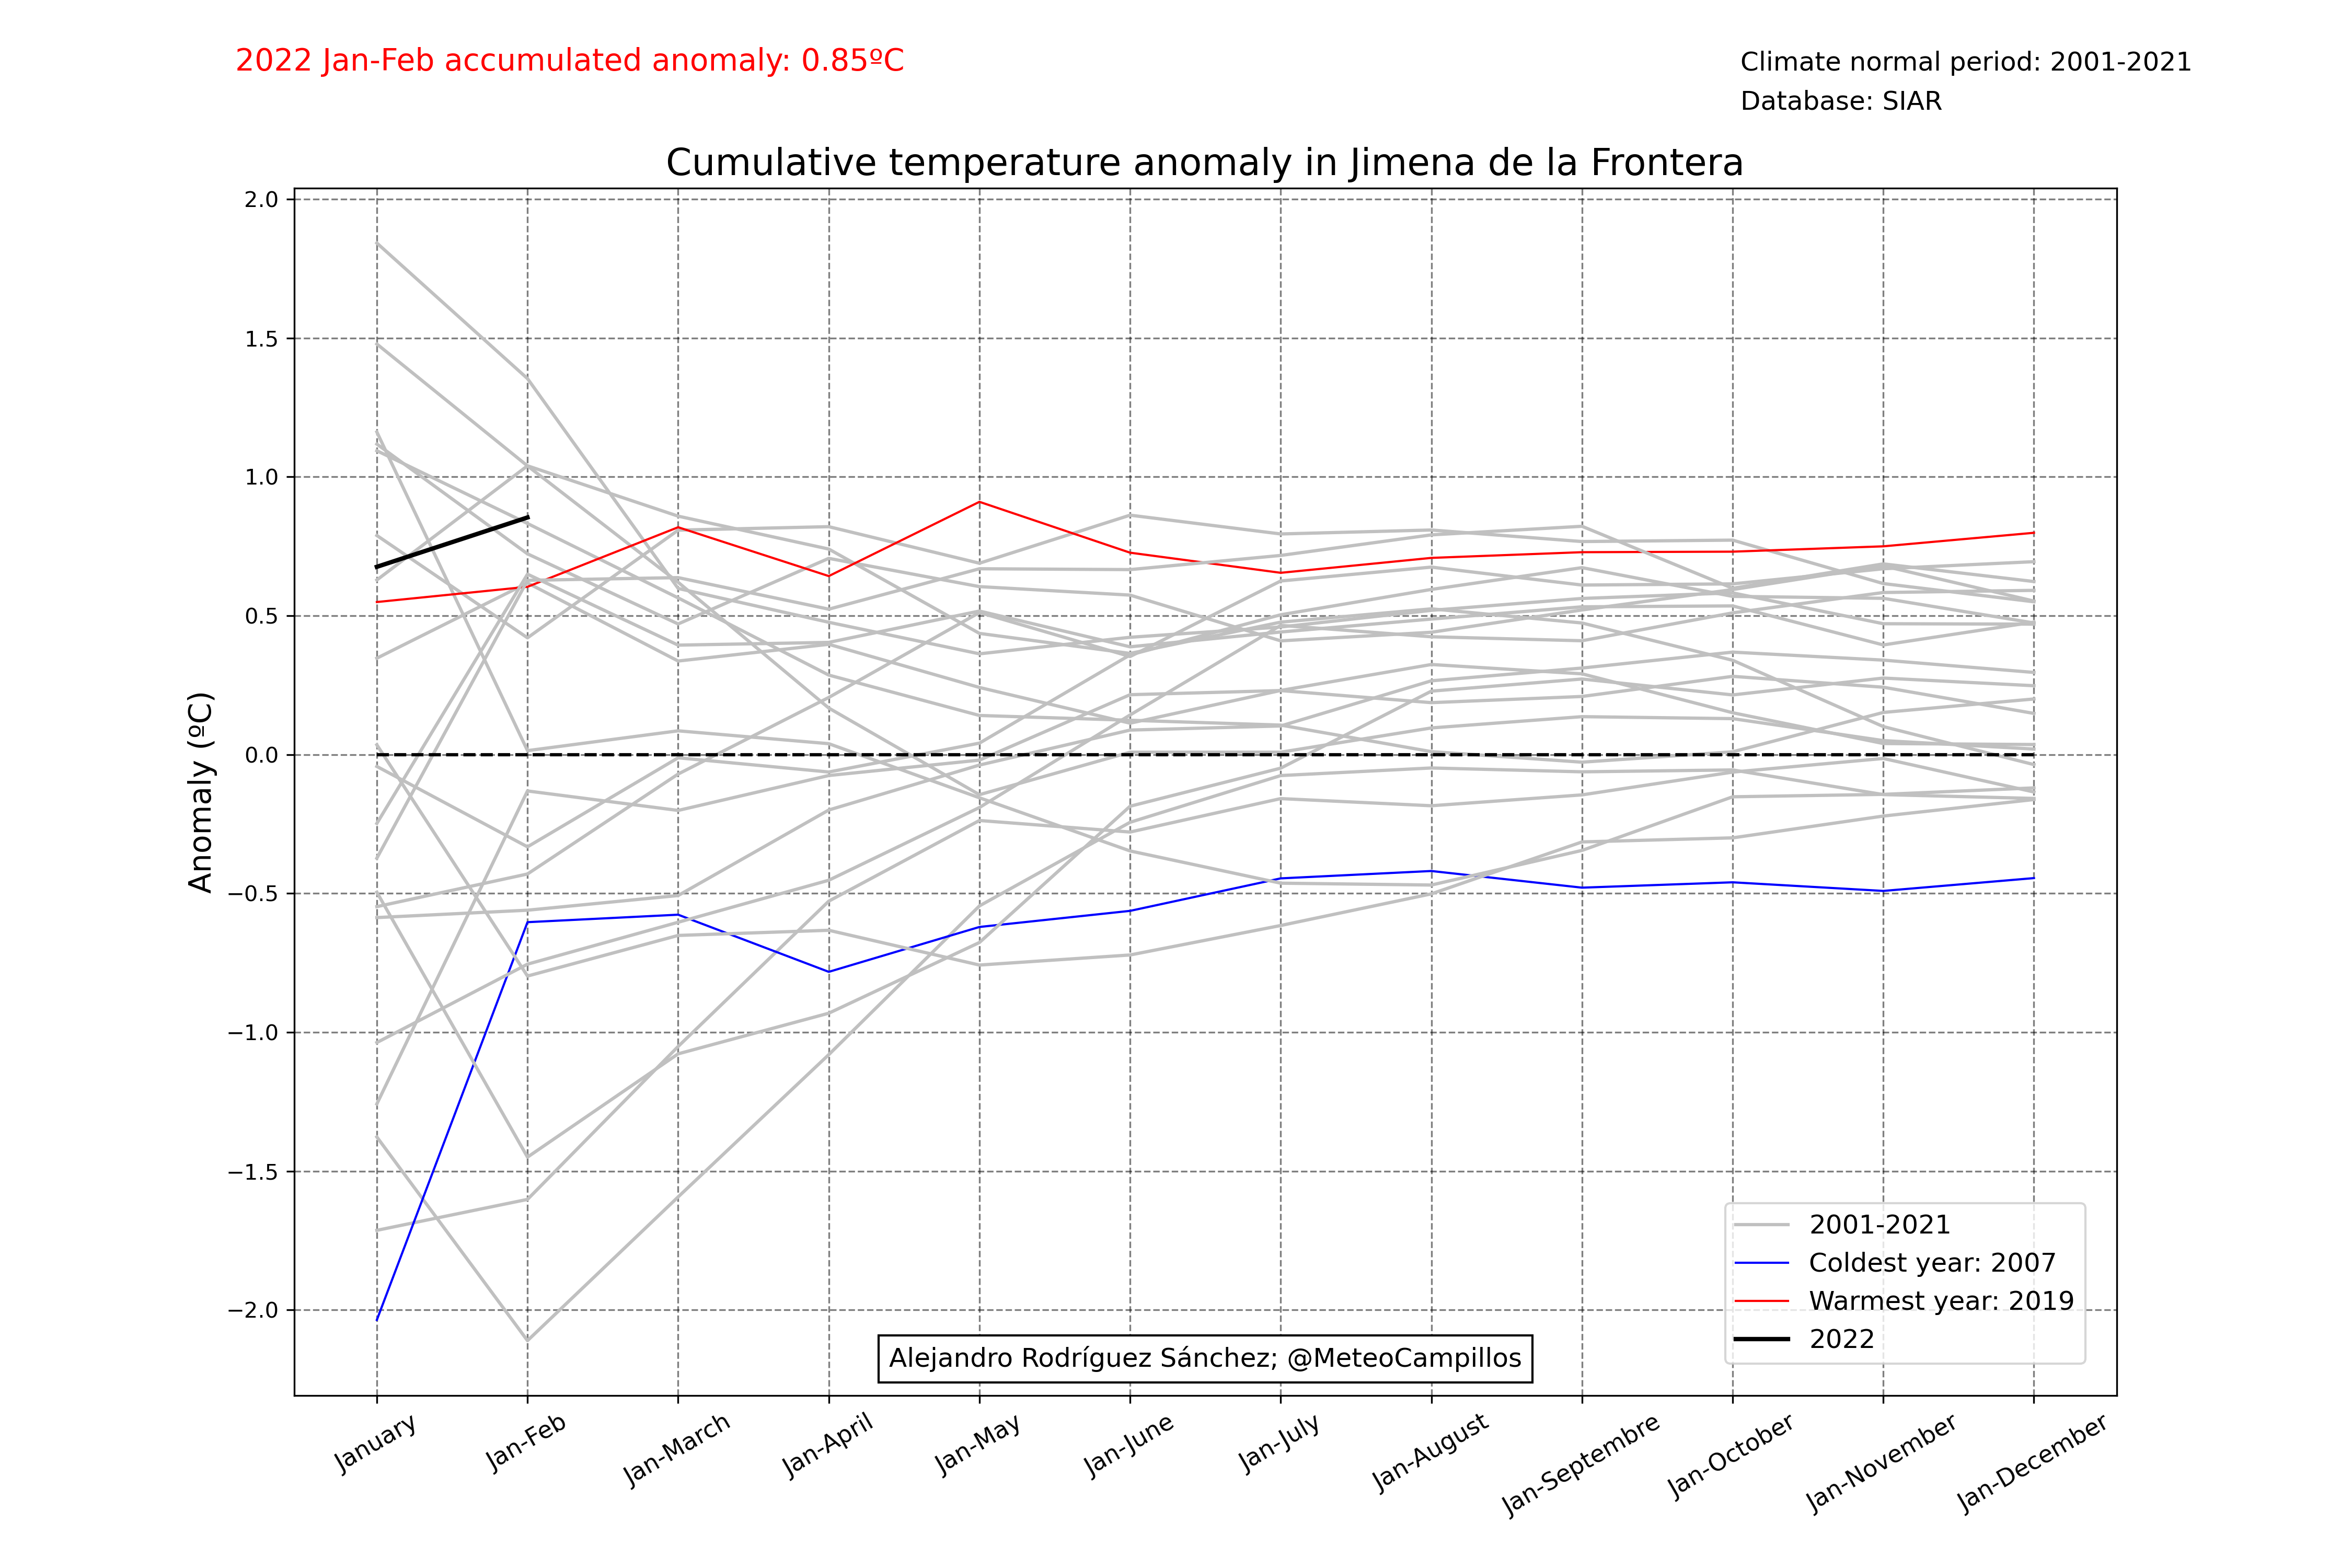 2022 Jan-Feb accumulated anomaly: 0.85ºC
Climate normal period: 2001-2021
Database: SIAR
Cumulative temperature anomaly in Jimena de la Frontera
Anomaly (ºC)
2.0
1.5
1.0
0.5
0.0
−0.5
−1.0
−1.5
−2.0
2001-2021
Coldest year: 2007
Warmest year: 2019
2022
Alejandro Rodríguez Sánchez; @MeteoCampillos
January
Jan-Feb
Jan-March
Jan-April
Jan-May
Jan-June
Jan-July
Jan-August
Jan-Septembre
Jan-October
Jan-November
Jan-December